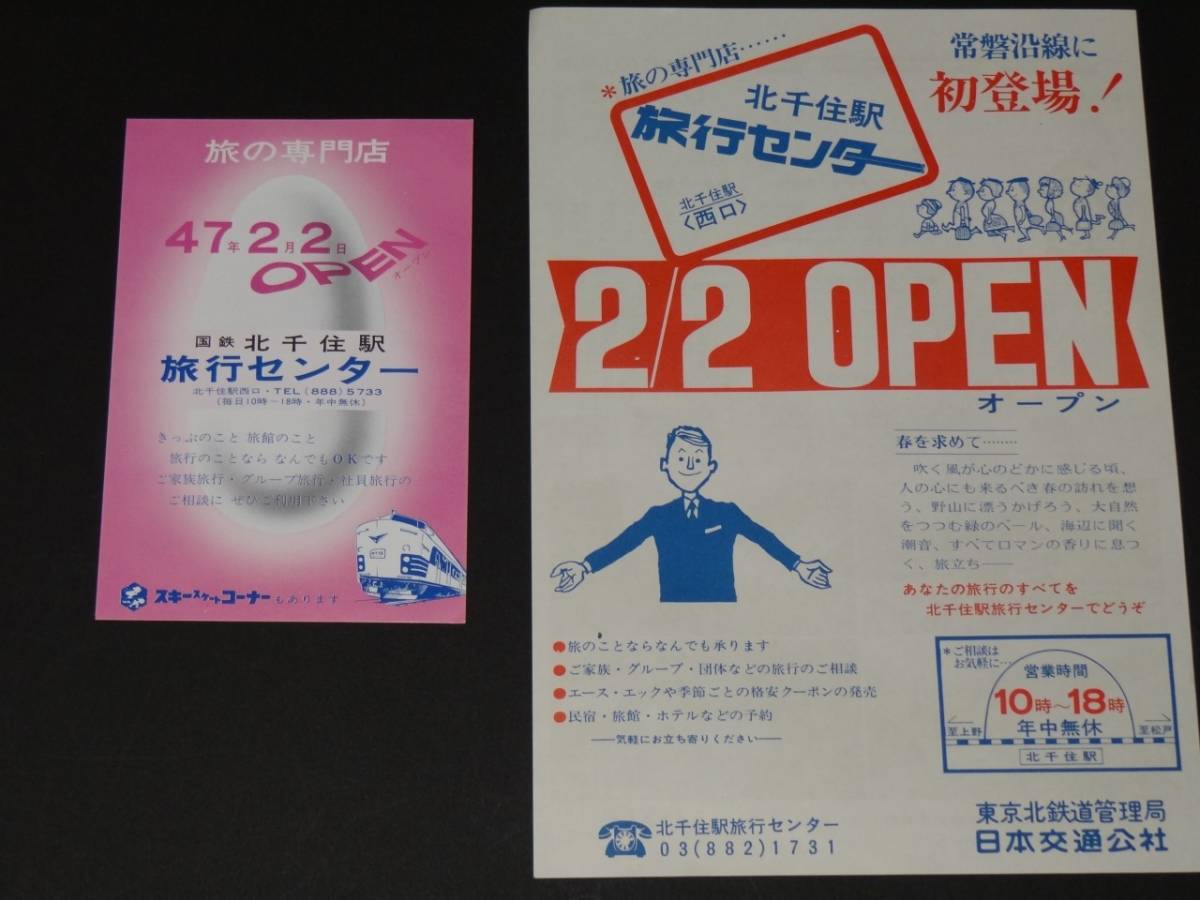 旅の専門店
47年2月2日
OPEN
オープン
国鉄 北千住駅
旅行センター
北千住駅西口・TEL(888)5733
(毎日10時〜18時・年中無休)
きっぷのこと 旅館のこと
旅行のことなら なんでもOKです
ご家族旅行・グループ旅行・社員旅行の
ご相談に ぜひご利用下さい
スキースケートコーナーもあります
*旅の専門店……
北千住駅
旅行センター
北千住駅
〈西口〉
常磐沿線に
初登場!
2/2 OPEN
オープン
春を求めて………
吹く風が心のどかに感じる頃、
人の心にも来るべき春の訪れを想
う、野山に漂うかげろう、大自然
をつつむ緑のベール、海辺に聞く
潮音、すべてロマンの香りに息つ
く、旅立ち――
あなたの旅行のすべてを
北千住駅旅行センターでどうぞ
●旅のことならなんでも承ります
●ご家族・グループ・団体などの旅行のご相談
●エース・エックや季節ごとの格安クーポンの発売
●民宿・旅館・ホテルなどの予約
――気軽にお立ち寄りください――
*ご相談は
お気軽に…
営業時間
10時〜18時
年中無休
至上野
至松戸
北千住駅
北千住駅旅行センター
03(882)1731
東京北鉄道管理局
日本交通公社